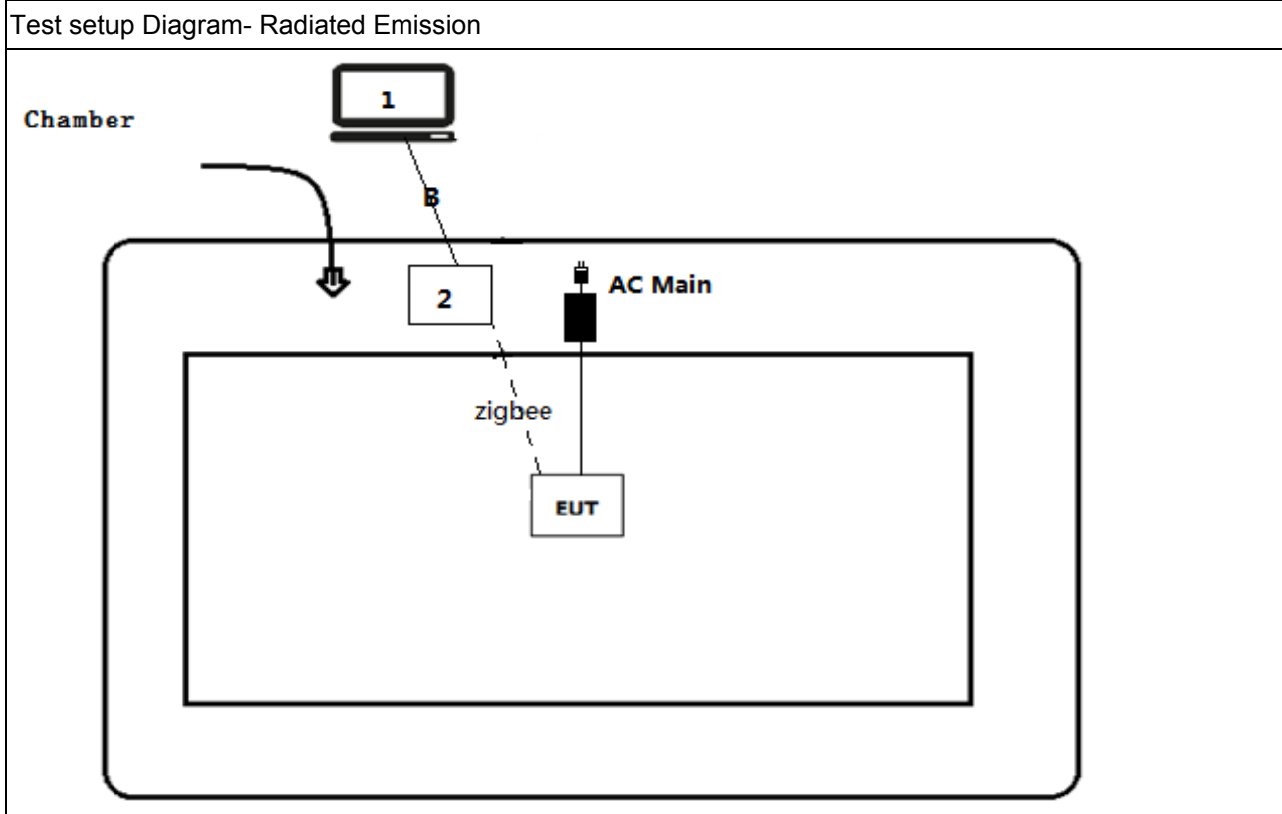 Test setup Diagram- Radiated Emission
1
Chamber
B
2
AC Main
zigbee
EUT